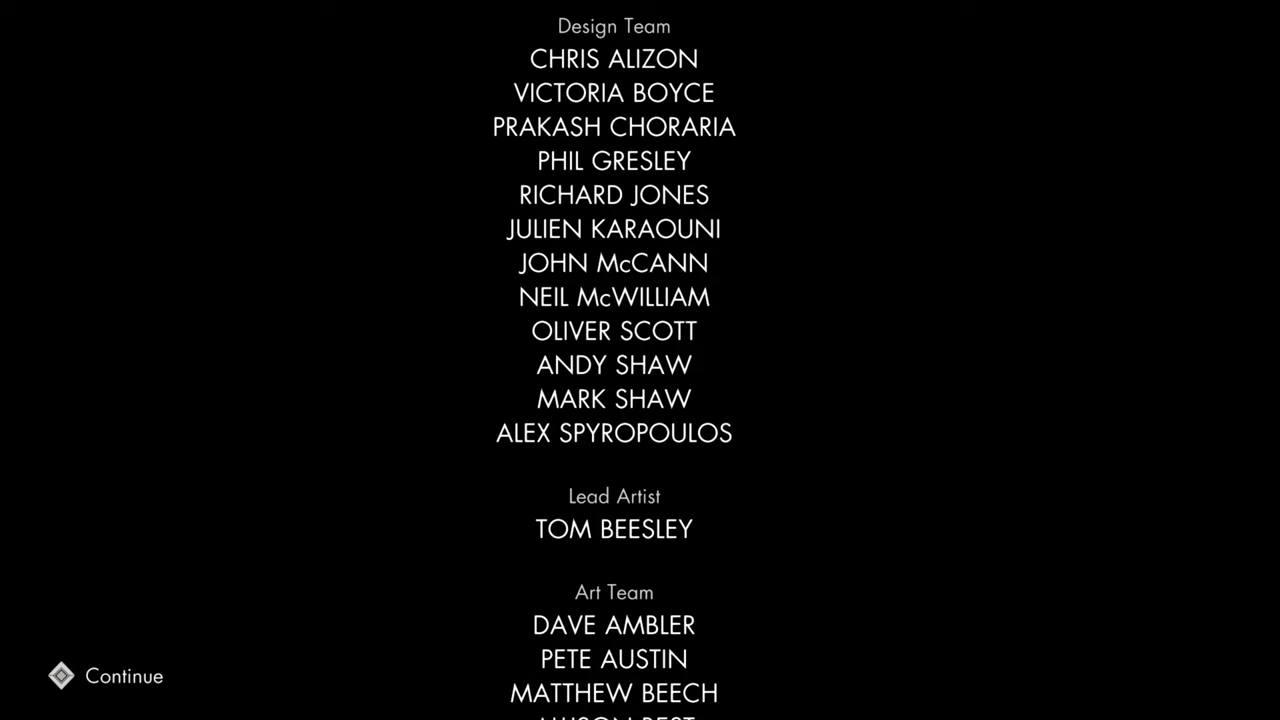 Design Team
CHRIS ALIZON
VICTORIA BOYCE
PRAKASH CHORARIA
PHIL GRESLEY
RICHARD JONES
JULIEN KARAOUNI
JOHN McCANN
NEIL McWILLIAM
OLIVER SCOTT
ANDY SHAW
MARK SHAW
ALEX SPYROPOULOS
Lead Artist
TOM BEESLEY
Art Team
DAVE AMBLER
PETE AUSTIN
MATTHEW BEECH
Continue